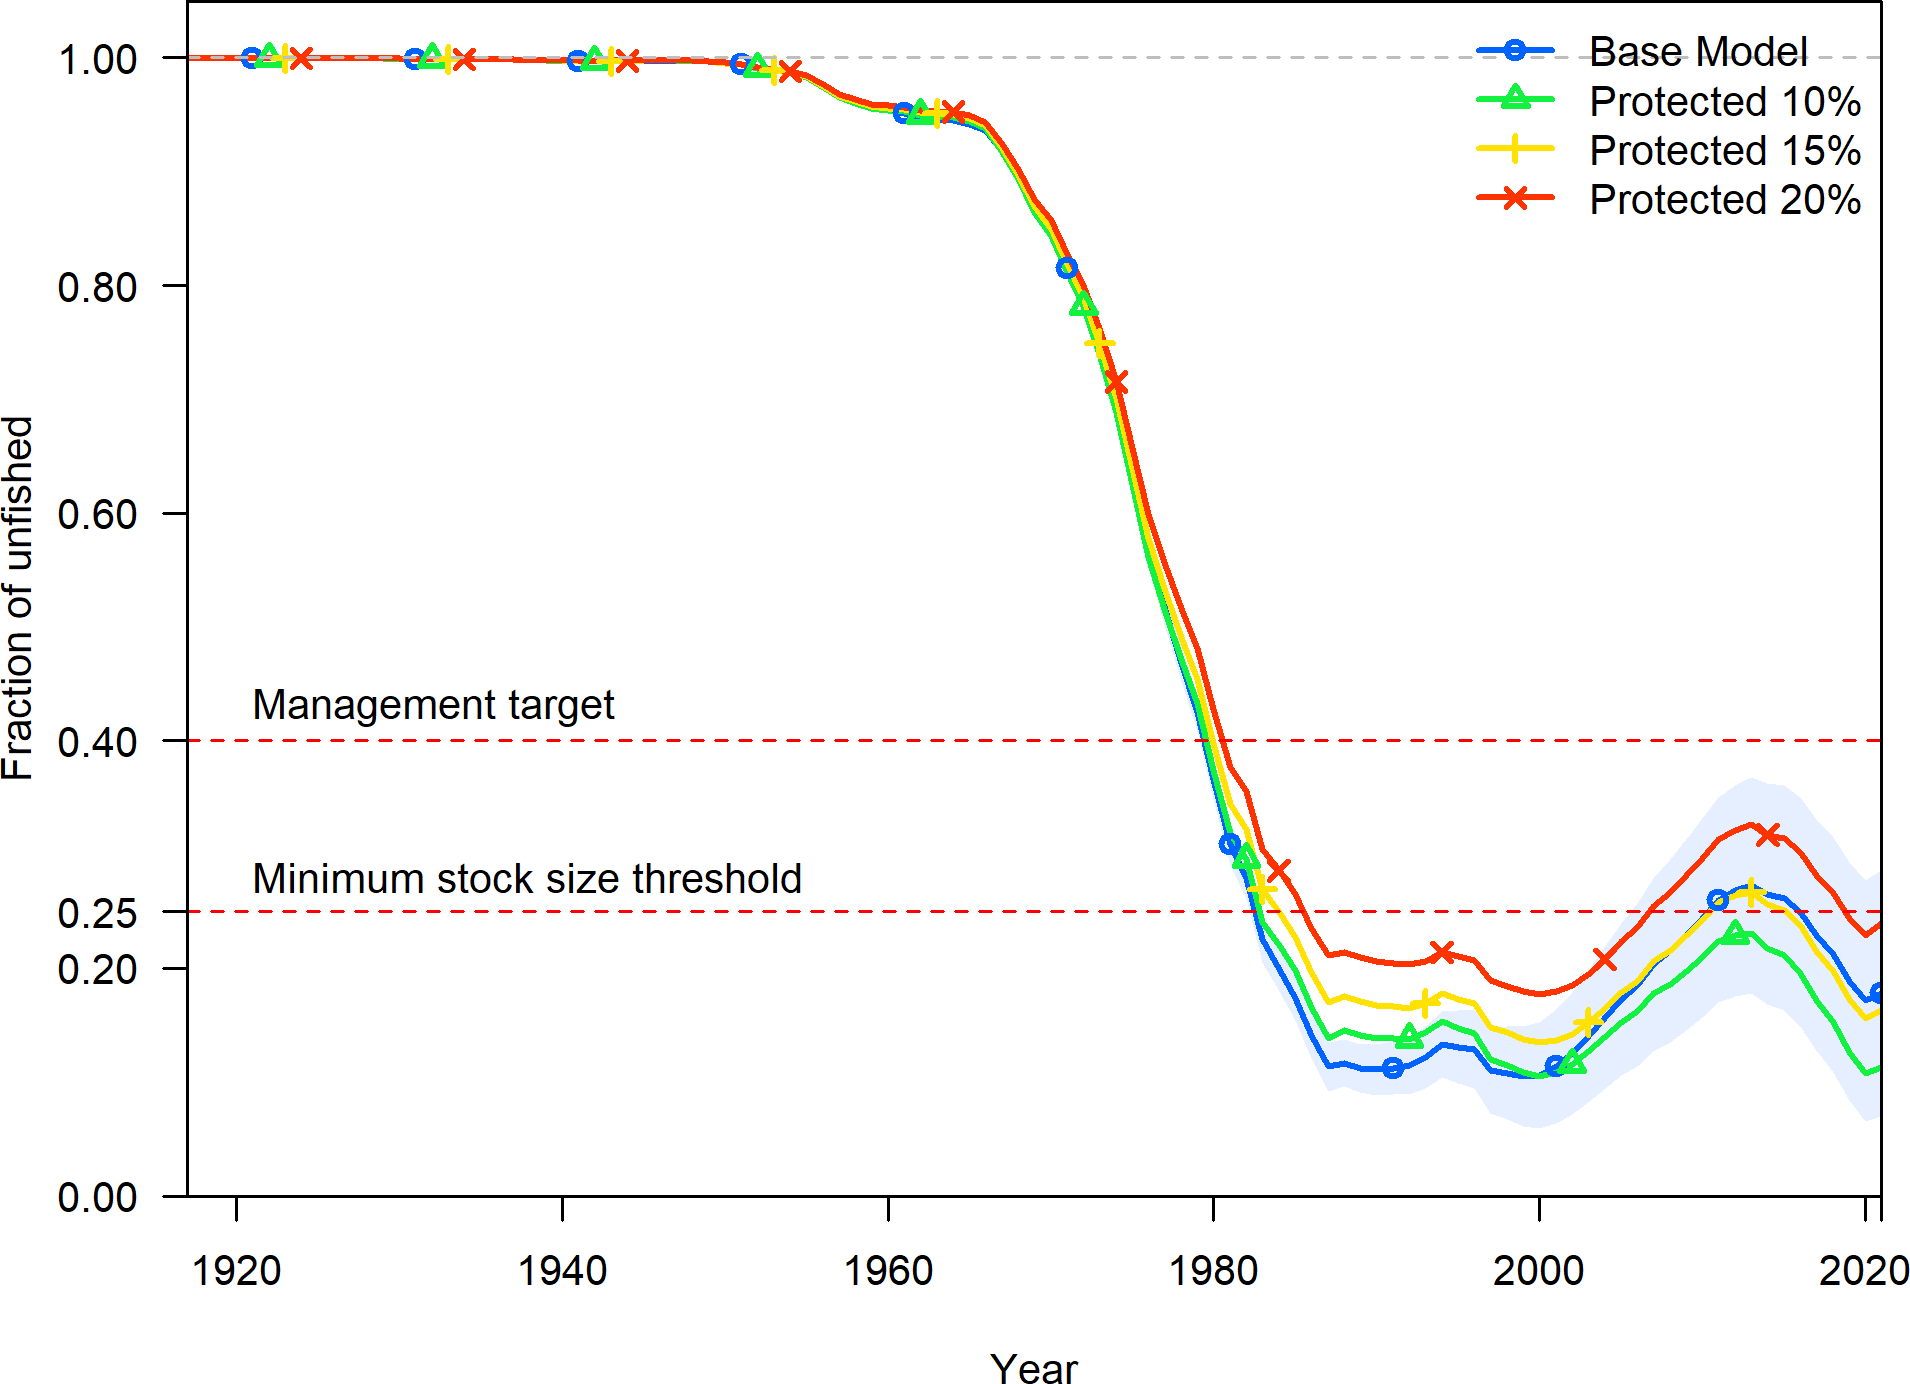 Base Model
Protected 10%
Protected 15%
Protected 20%
1.00
0.80
0.60
0.40
0.25
0.20
0.00
Fraction of unfished
Management target
Minimum stock size threshold
1920
1940
1960
1980
2000
2020
Year